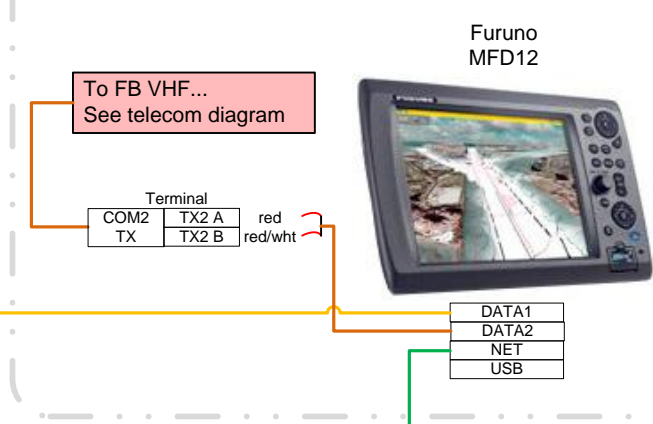 Furuno
MFD12
To FB VHF...
See telecom diagram
FURUNO
Terminal
COM2 TX2 A red
TX TX2 B red/wht
DATA1
DATA2
NET
USB